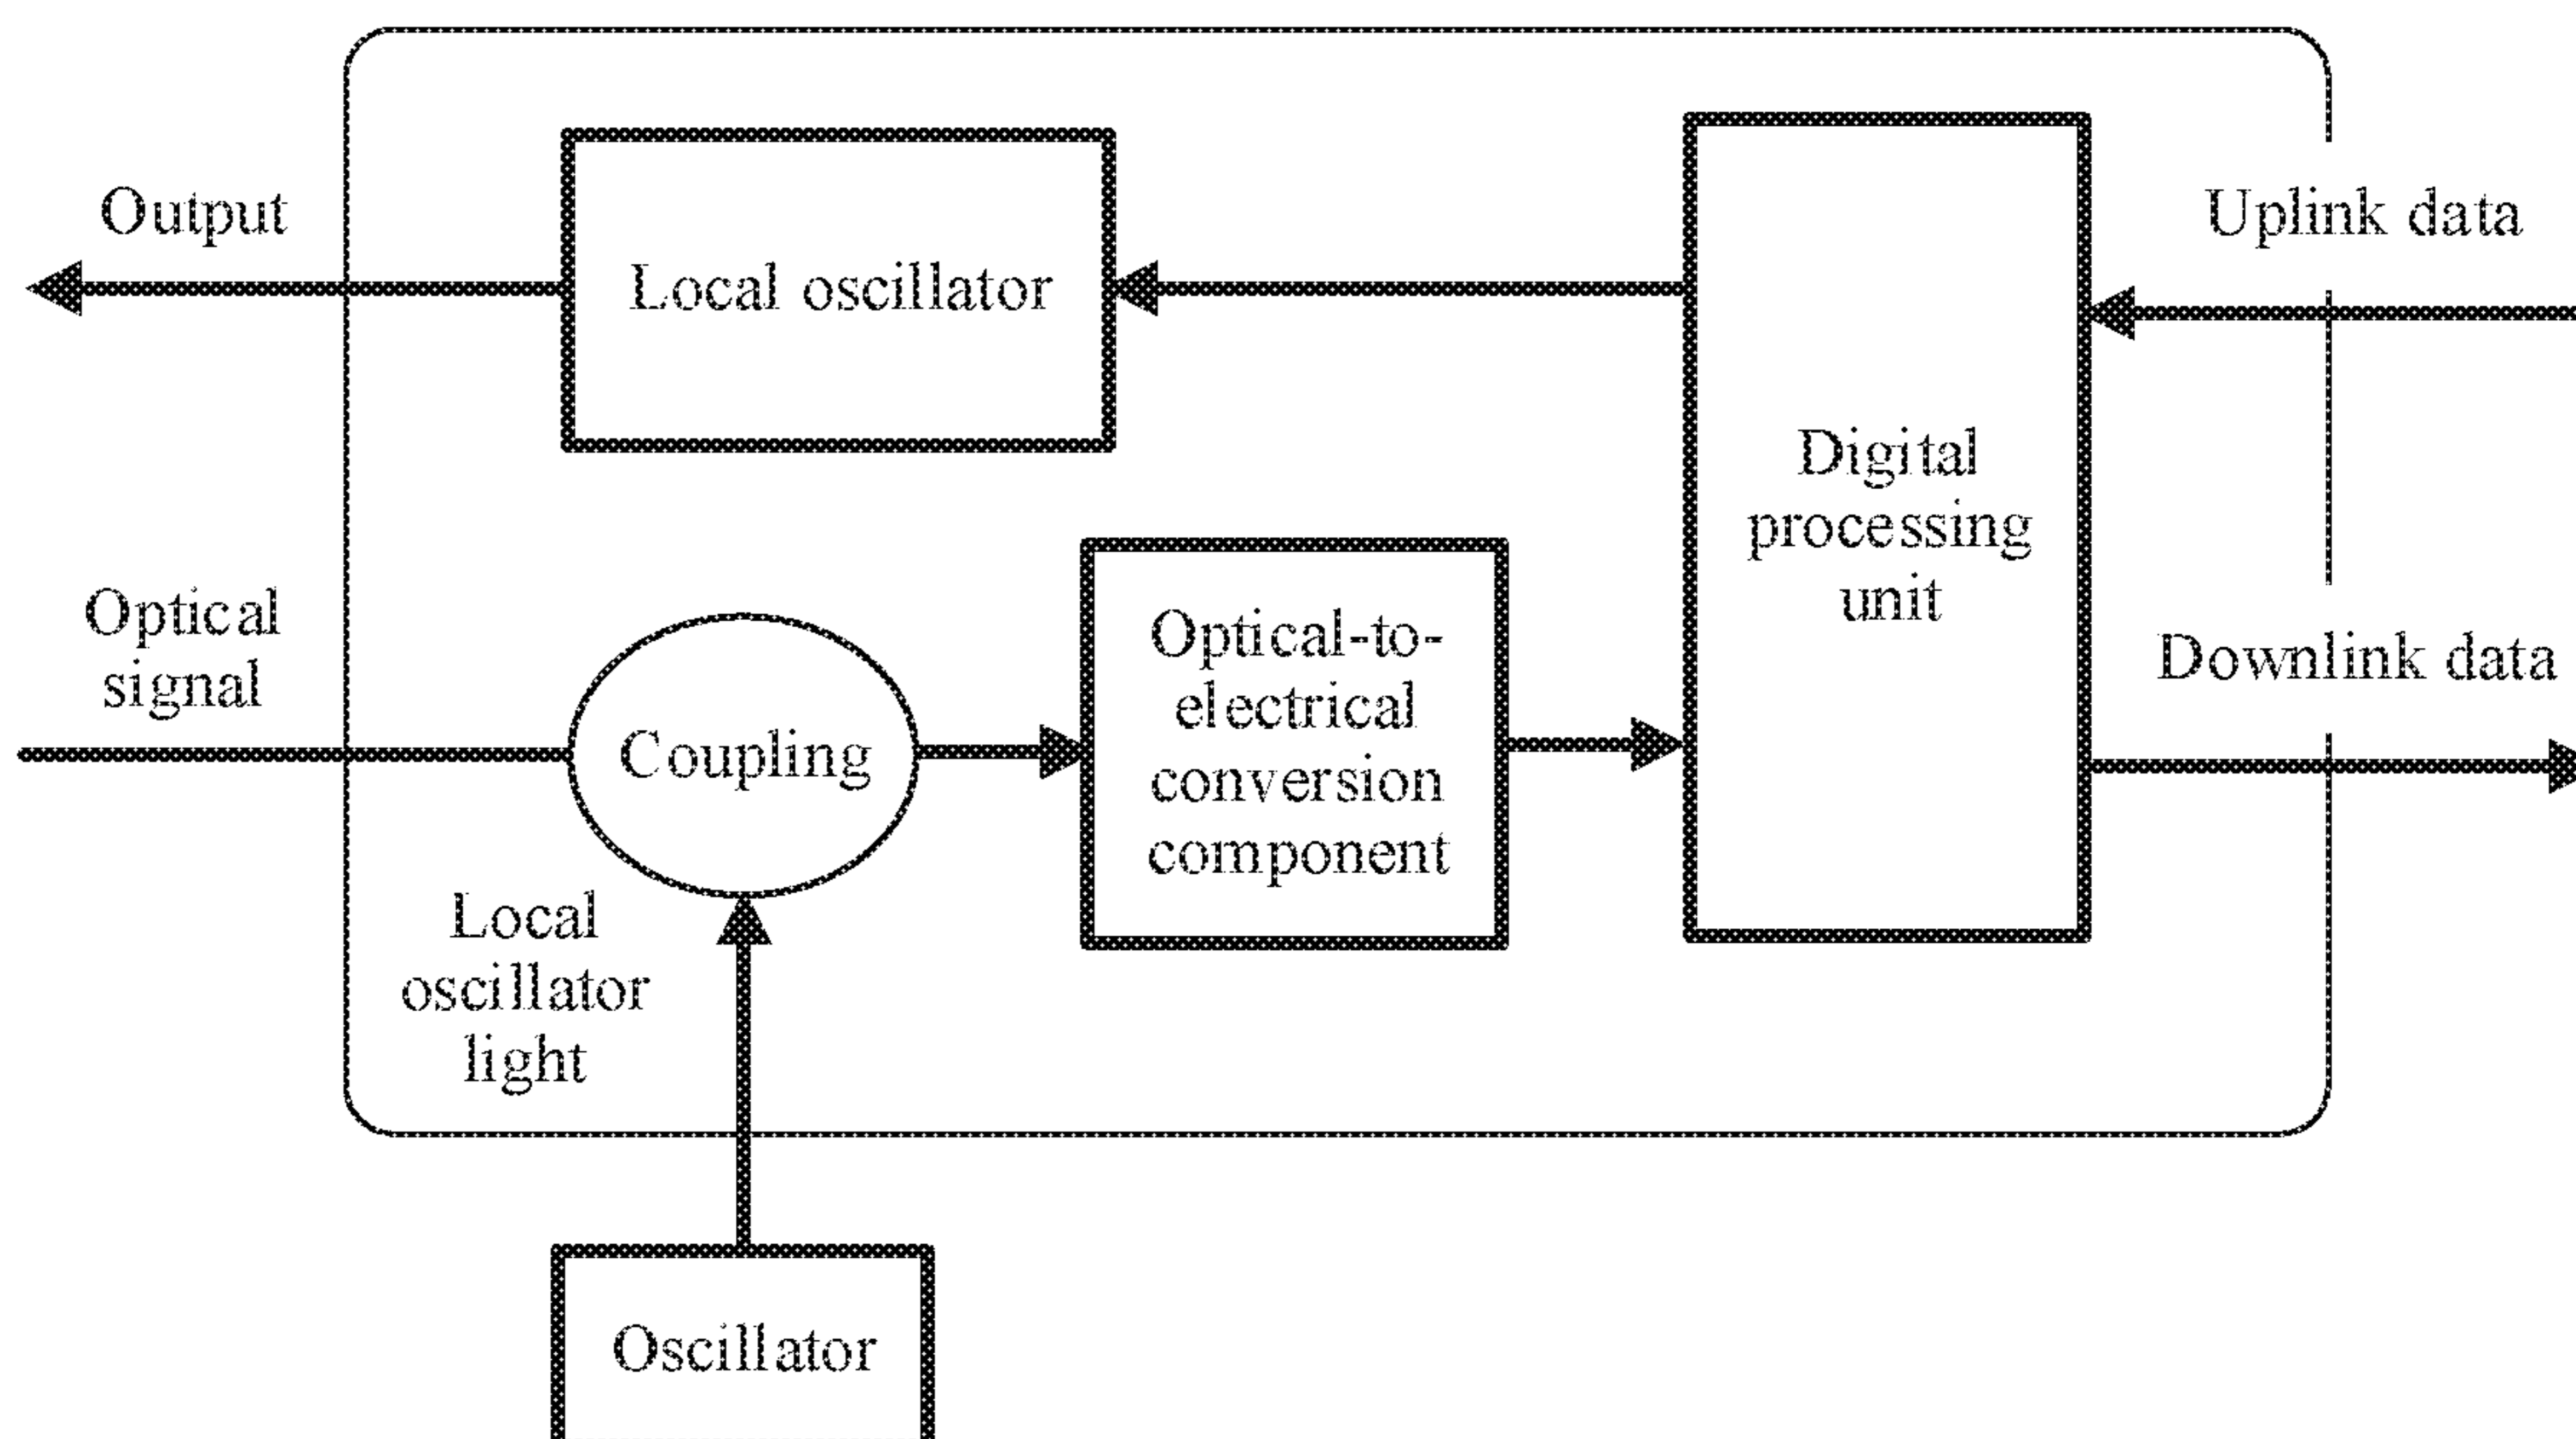 Output
Local oscillator
Uplink data
Digital
processing
unit
Optical
signal
Coupling
Optical-to-
electrical
conversion
component
Downlink data
Local
oscillator
light
Oscillator